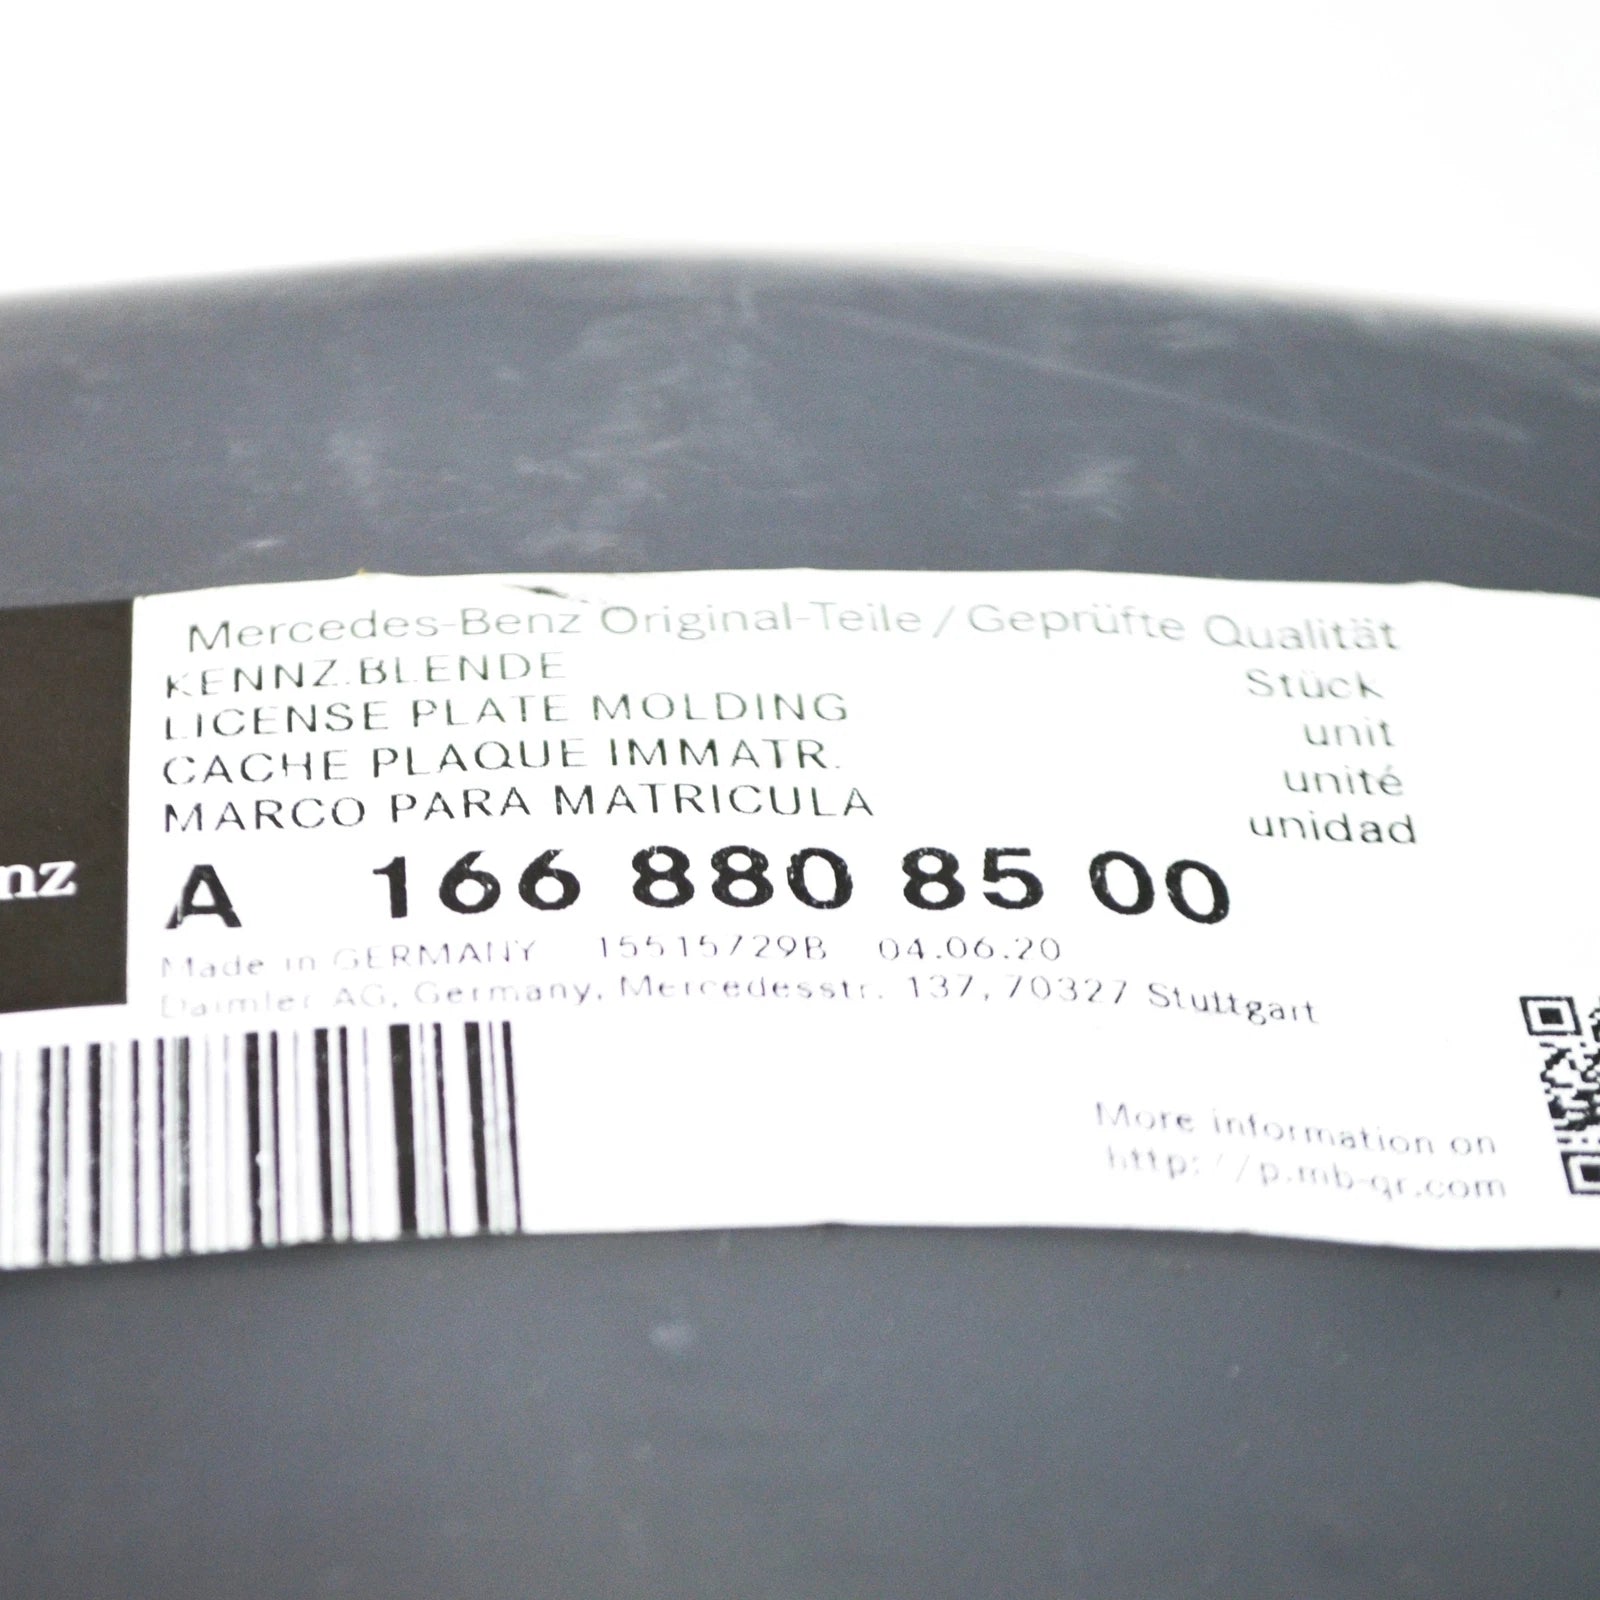 Mercedes-Benz Original-Teile / Geprüfte Qualität
KENNZ.BLENDE Stück
LICENSE PLATE MOLDING unit
CACHE PLAQUE IMMATR. unité
MARCO PARA MATRICULA unidad
nz
A 166 880 85 00
Made in GERMANY 15515729B 04.06.20
Daimler AG, Germany, Mercedesstr. 137, 70327 Stuttgart
More information on
http://p.mb-qr.com